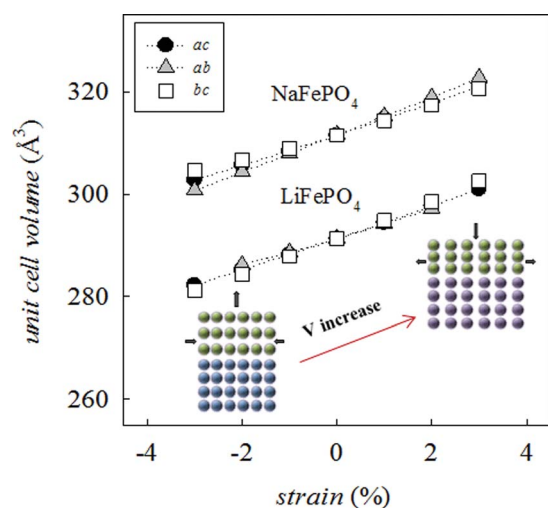 ac
ab
bc
NaFePO₄
LiFePO₄
V increase
unit cell volume (Å³)
320
300
280
260
-4
-2
0
2
4
strain (%)